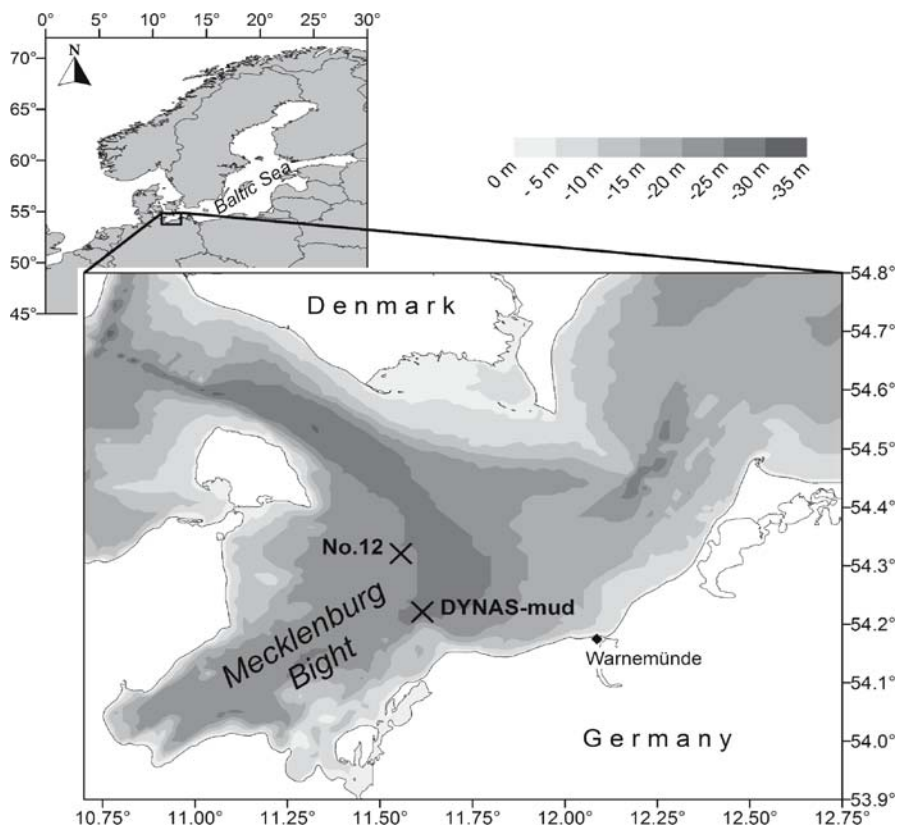 0° 5° 10° 15° 20° 25° 30°
70°
65°
60°
55°
50°
45°
N
Baltic Sea
0 m - 5 m -10 m -15 m -20 m -25 m -30 m -35 m
Denmark
No.12
DYNAS-mud
Mecklenburg
Bight
Warnemünde
Germany
54.8°
54.7°
54.6°
54.5°
54.4°
54.3°
54.2°
54.1°
54.0°
53.9°
10.75° 11.00° 11.25° 11.50° 11.75° 12.00° 12.25° 12.50° 12.75°